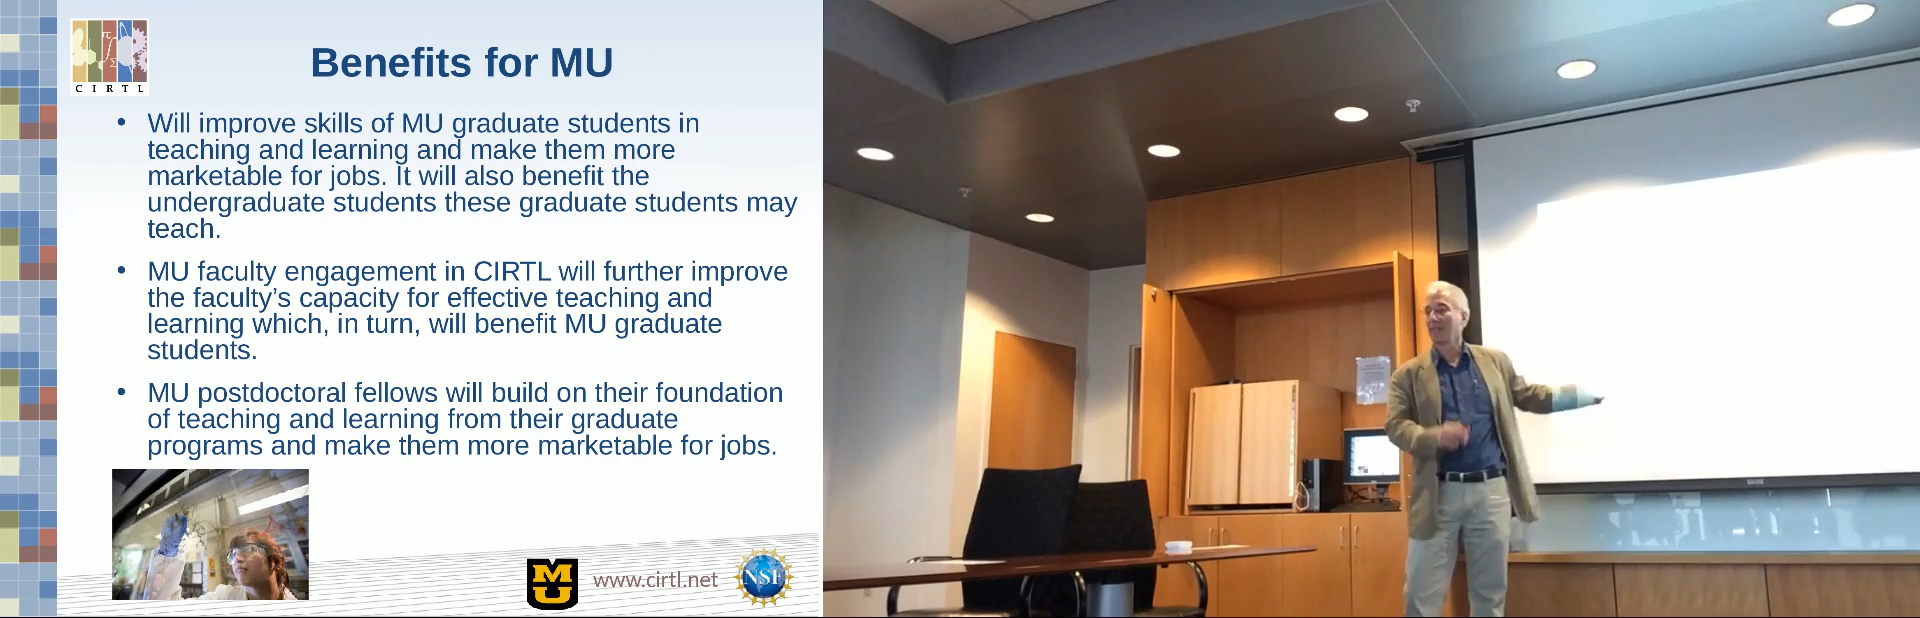 CIRTL
Benefits for MU
• Will improve skills of MU graduate students in
teaching and learning and make them more
marketable for jobs. It will also benefit the
undergraduate students these graduate students may
teach.
• MU faculty engagement in CIRTL will further improve
the faculty’s capacity for effective teaching and
learning which, in turn, will benefit MU graduate
students.
• MU postdoctoral fellows will build on their foundation
of teaching and learning from their graduate
programs and make them more marketable for jobs.
MU
www.cirtl.net
NSF